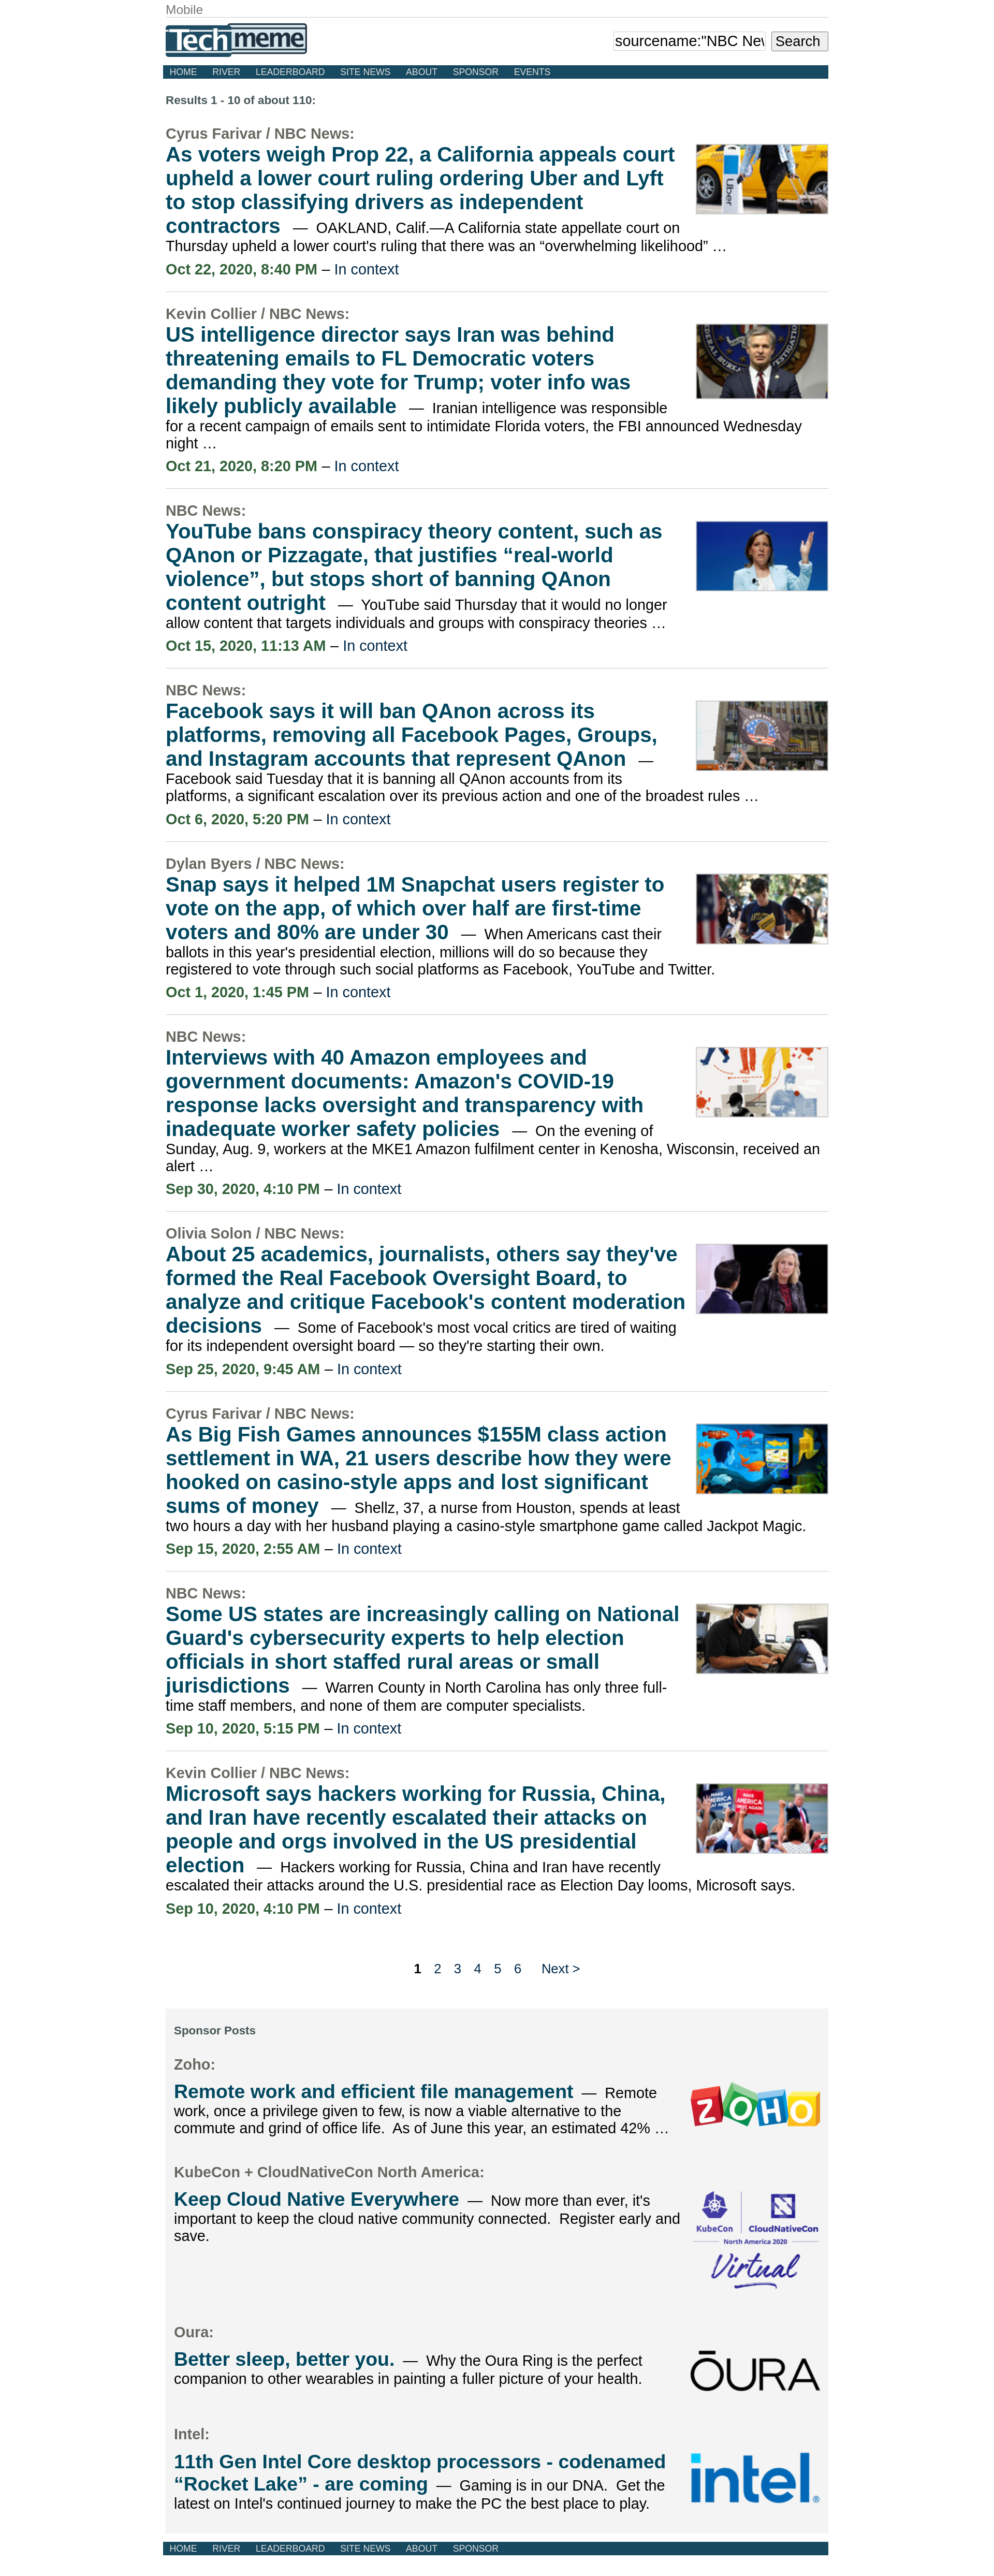 Mobile
Techmeme
sourcename:"NBC Nev
Search
HOME RIVER LEADERBOARD SITE NEWS ABOUT SPONSOR EVENTS
Results 1 - 10 of about 110:
Cyrus Farivar / NBC News:
As voters weigh Prop 22, a California appeals court
upheld a lower court ruling ordering Uber and Lyft
to stop classifying drivers as independent
contractors — OAKLAND, Calif.—A California state appellate court on
Thursday upheld a lower court's ruling that there was an “overwhelming likelihood” …
Uber
Oct 22, 2020, 8:40 PM – In context
Kevin Collier / NBC News:
US intelligence director says Iran was behind
threatening emails to FL Democratic voters
demanding they vote for Trump; voter info was
likely publicly available — Iranian intelligence was responsible
for a recent campaign of emails sent to intimidate Florida voters, the FBI announced Wednesday
night …
Oct 21, 2020, 8:20 PM – In context
NBC News:
YouTube bans conspiracy theory content, such as
QAnon or Pizzagate, that justifies “real-world
violence”, but stops short of banning QAnon
content outright — YouTube said Thursday that it would no longer
allow content that targets individuals and groups with conspiracy theories …
Oct 15, 2020, 11:13 AM – In context
NBC News:
Facebook says it will ban QAnon across its
platforms, removing all Facebook Pages, Groups,
and Instagram accounts that represent QAnon —
Facebook said Tuesday that it is banning all QAnon accounts from its
platforms, a significant escalation over its previous action and one of the broadest rules …
Oct 6, 2020, 5:20 PM – In context
Dylan Byers / NBC News:
Snap says it helped 1M Snapchat users register to
vote on the app, of which over half are first-time
voters and 80% are under 30 — When Americans cast their
ballots in this year's presidential election, millions will do so because they
registered to vote through such social platforms as Facebook, YouTube and Twitter.
Oct 1, 2020, 1:45 PM – In context
NBC News:
Interviews with 40 Amazon employees and
government documents: Amazon's COVID-19
response lacks oversight and transparency with
inadequate worker safety policies — On the evening of
Sunday, Aug. 9, workers at the MKE1 Amazon fulfilment center in Kenosha, Wisconsin, received an
alert …
Sep 30, 2020, 4:10 PM – In context
Olivia Solon / NBC News:
About 25 academics, journalists, others say they've
formed the Real Facebook Oversight Board, to
analyze and critique Facebook's content moderation
decisions — Some of Facebook's most vocal critics are tired of waiting
for its independent oversight board — so they're starting their own.
Sep 25, 2020, 9:45 AM – In context
Cyrus Farivar / NBC News:
As Big Fish Games announces $155M class action
settlement in WA, 21 users describe how they were
hooked on casino-style apps and lost significant
sums of money — Shellz, 37, a nurse from Houston, spends at least
two hours a day with her husband playing a casino-style smartphone game called Jackpot Magic.
Sep 15, 2020, 2:55 AM – In context
NBC News:
Some US states are increasingly calling on National
Guard's cybersecurity experts to help election
officials in short staffed rural areas or small
jurisdictions — Warren County in North Carolina has only three full-
time staff members, and none of them are computer specialists.
Sep 10, 2020, 5:15 PM – In context
Kevin Collier / NBC News:
Microsoft says hackers working for Russia, China,
and Iran have recently escalated their attacks on
people and orgs involved in the US presidential
election — Hackers working for Russia, China and Iran have recently
escalated their attacks around the U.S. presidential race as Election Day looms, Microsoft says.
Sep 10, 2020, 4:10 PM – In context
1 2 3 4 5 6 Next >
Sponsor Posts
Zoho:
Remote work and efficient file management — Remote
work, once a privilege given to few, is now a viable alternative to the
commute and grind of office life. As of June this year, an estimated 42% …
ZOHO
KubeCon + CloudNativeCon North America:
Keep Cloud Native Everywhere — Now more than ever, it's
important to keep the cloud native community connected. Register early and
save.
KubeCon CloudNativeCon
North America 2020
Virtual
Oura:
Better sleep, better you. — Why the Oura Ring is the perfect
companion to other wearables in painting a fuller picture of your health.
ŌURA
Intel:
11th Gen Intel Core desktop processors - codenamed
“Rocket Lake” - are coming — Gaming is in our DNA. Get the
latest on Intel's continued journey to make the PC the best place to play.
intel®
HOME RIVER LEADERBOARD SITE NEWS ABOUT SPONSOR